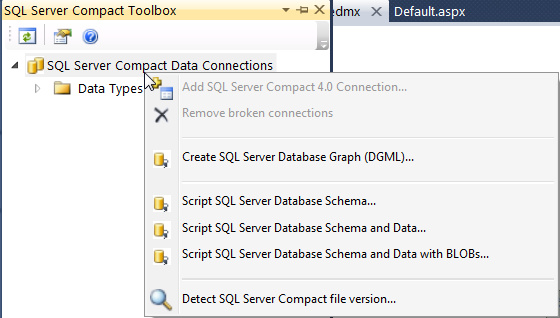 SQL Server Compact Toolbox
edmx
Default.aspx
SQL Server Compact Data Connections
Data Types
Add SQL Server Compact 4.0 Connection...
Remove broken connections
Create SQL Server Database Graph (DGML)...
Script SQL Server Database Schema...
Script SQL Server Database Schema and Data...
Script SQL Server Database Schema and Data with BLOBs...
Detect SQL Server Compact file version...